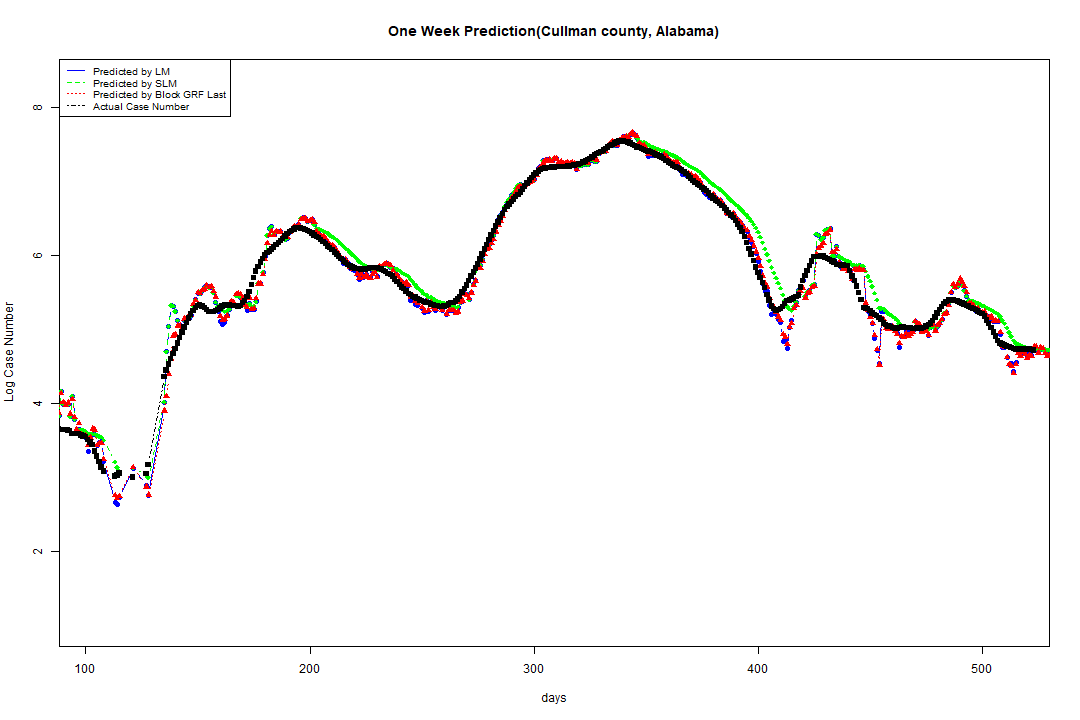 One Week Prediction(Cullman county, Alabama)
Predicted by LM
Predicted by SLM
Predicted by Block GRF Last
Actual Case Number
8
6
4
2
Log Case Number
100 200 300 400 500
days